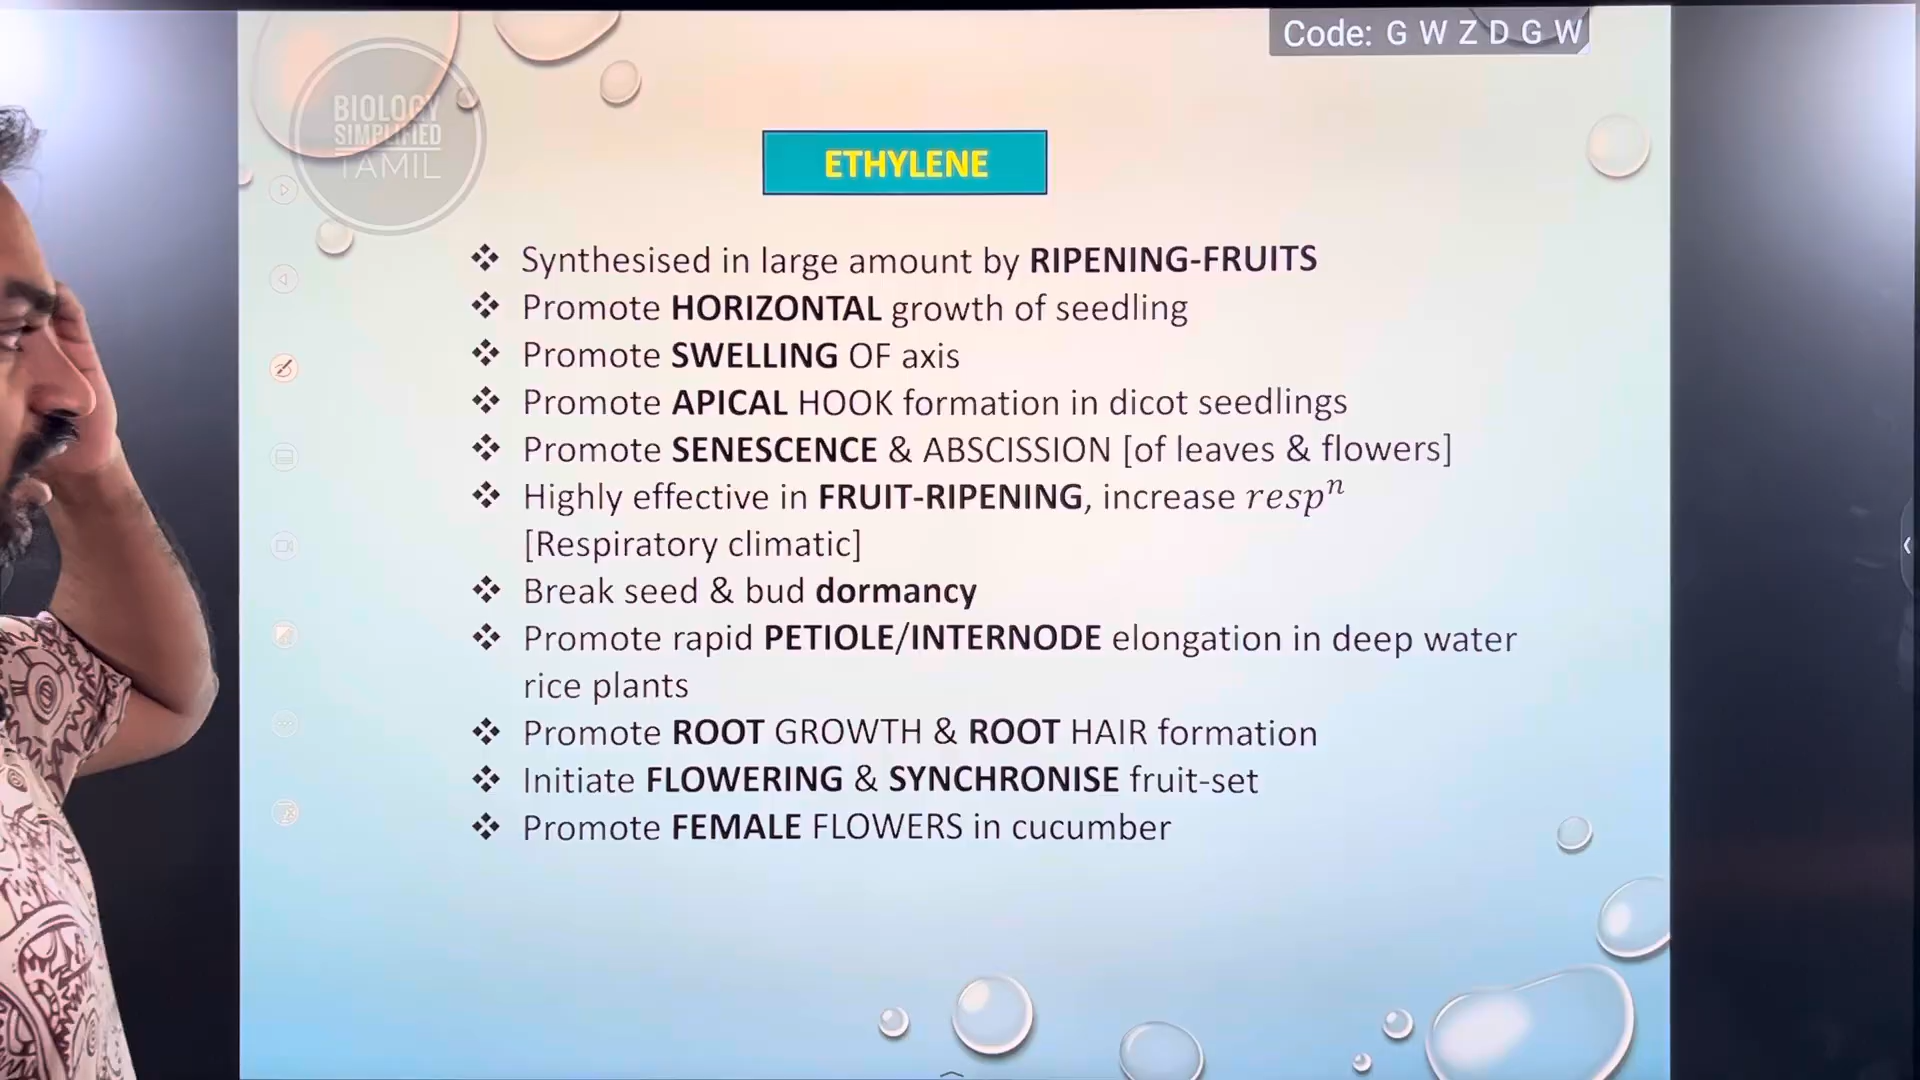 Code: G W Z D G W
BIOLOGY
SIMPLIFIED
TAMIL
ETHYLENE
❖ Synthesised in large amount by RIPENING-FRUITS
❖ Promote HORIZONTAL growth of seedling
❖ Promote SWELLING OF axis
❖ Promote APICAL HOOK formation in dicot seedlings
❖ Promote SENESCENCE & ABSCISSION [of leaves & flowers]
❖ Highly effective in FRUIT-RIPENING, increase respⁿ
[Respiratory climatic]
❖ Break seed & bud dormancy
❖ Promote rapid PETIOLE/INTERNODE elongation in deep water
rice plants
❖ Promote ROOT GROWTH & ROOT HAIR formation
❖ Initiate FLOWERING & SYNCHRONISE fruit-set
❖ Promote FEMALE FLOWERS in cucumber